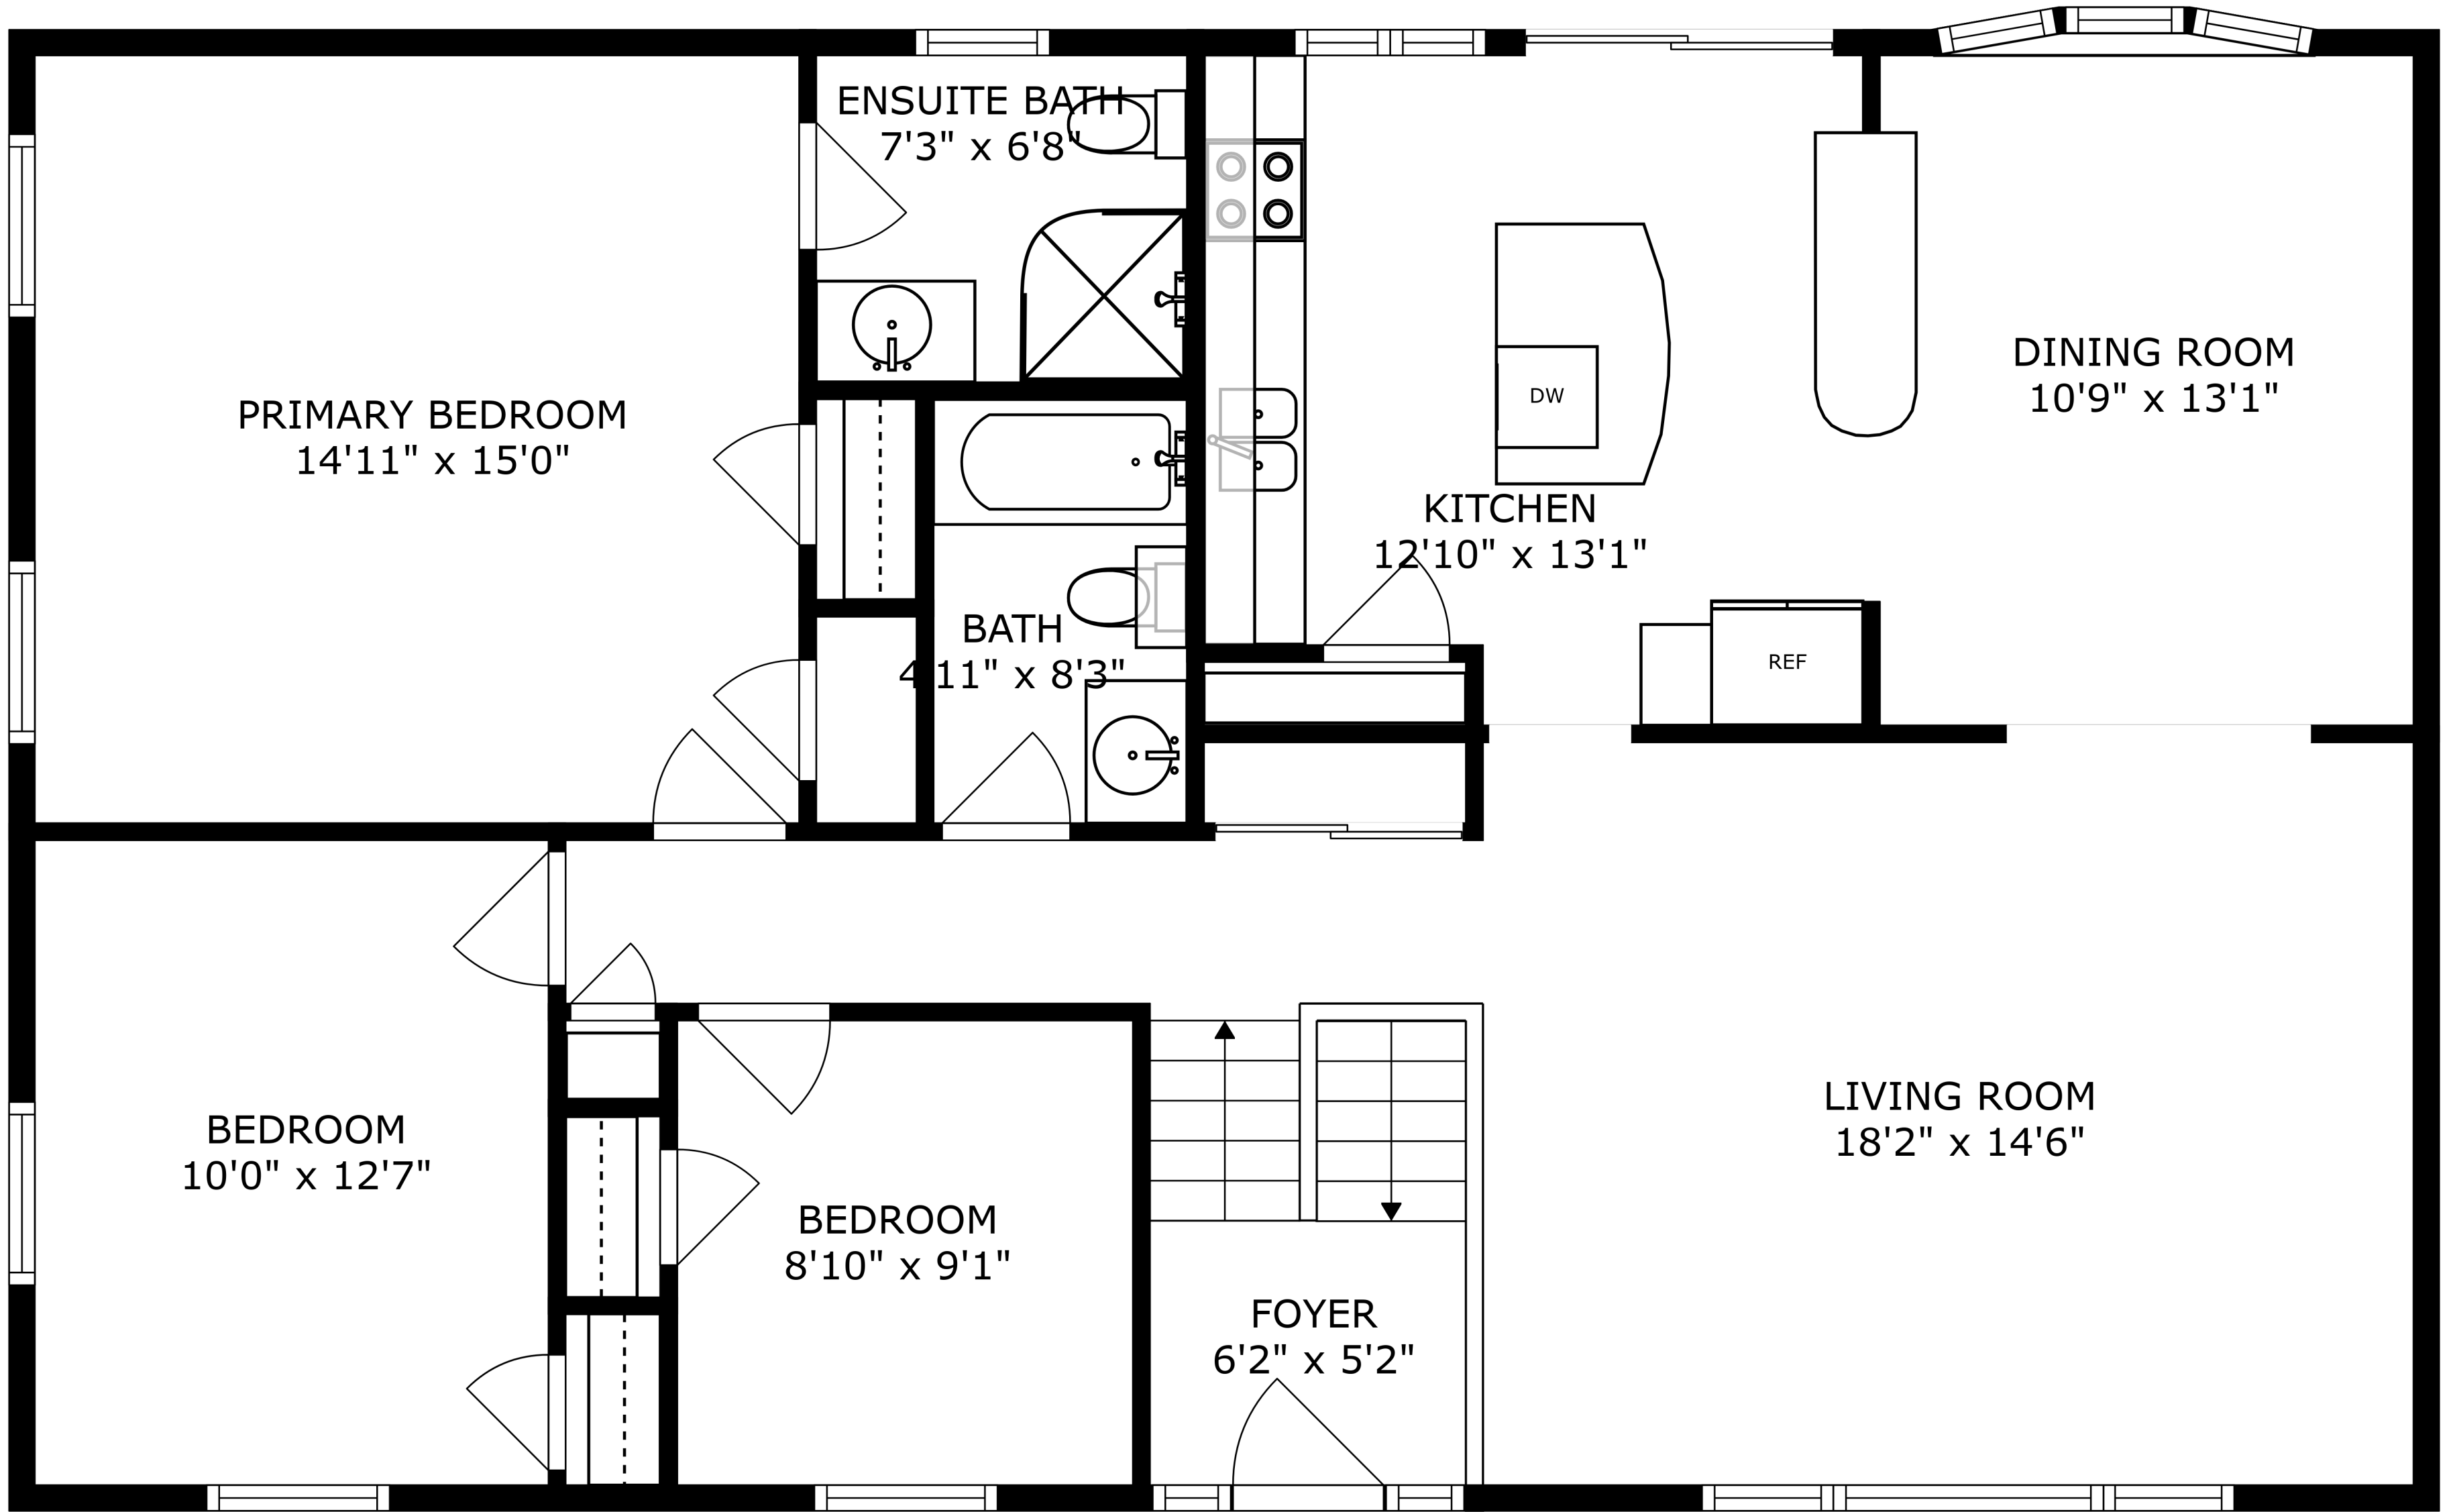 ENSUITE BATH
7'3" x 6'8"
PRIMARY BEDROOM
14'11" x 15'0"
DINING ROOM
10'9" x 13'1"
DW
KITCHEN
12'10" x 13'1"
BATH
4'11" x 8'3"
REF
BEDROOM
10'0" x 12'7"
LIVING ROOM
18'2" x 14'6"
BEDROOM
8'10" x 9'1"
FOYER
6'2" x 5'2"